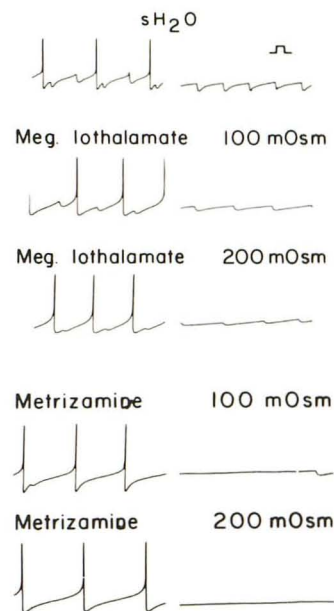 sH2O
Meg. Iothalamate 100 mOsm
Meg. Iothalamate 200 mOsm
Metrizamide 100 mOsm
Metrizamide 200 mOsm